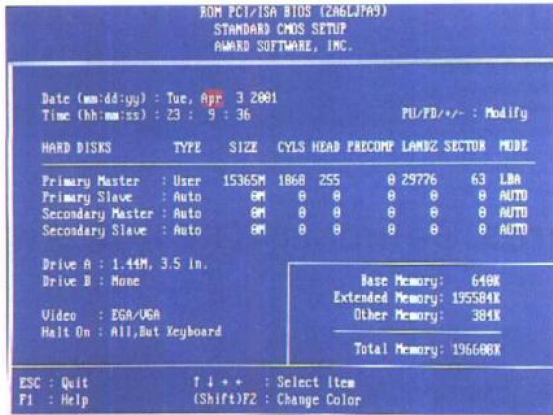 ROM PCI/ISA BIOS (2A6LJPA9)
STANDARD CMOS SETUP
AWARD SOFTWARE, INC.
Date (mm:dd:yy) : Tue, Apr 3 2001
Time (hh:mm:ss) : 23 : 9 : 36
PU/PD/+/- : Modify
HARD DISKS TYPE SIZE CYLS HEAD PRECOMP LANDZ SECTOR MODE
Primary Master : User 15365M 1868 255 0 29776 63 LBA
Primary Slave : Auto 0M 0 0 0 0 0 AUTO
Secondary Master : Auto 0M 0 0 0 0 0 AUTO
Secondary Slave : Auto 0M 0 0 0 0 0 AUTO
Drive A : 1.44M, 3.5 in.
Drive B : None
Video : EGA/VGA
Halt On : All,But Keyboard
Base Memory: 640K
Extended Memory: 195584K
Other Memory: 384K
Total Memory: 196608K
ESC : Quit ↑ ↓ → ← : Select Item
F1 : Help (Shift)F2 : Change Color